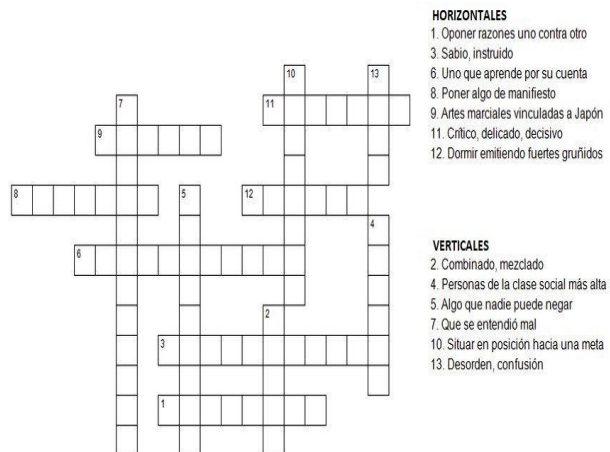 HORIZONTALES
1. Oponer razones uno contra otro
3. Sabio, instruido
6. Uno que aprende por su cuenta
8. Poner algo de manifiesto
9. Artes marciales vinculadas a Japón
11. Crítico, delicado, decisivo
12. Dormir emitiendo fuertes gruñidos
VERTICALES
2. Combinado, mezclado
4. Personas de la clase social más alta
5. Algo que nadie puede negar
7. Que se entendió mal
10. Situar en posición hacia una meta
13. Desorden, confusión
10
13
7
11
9
8
5
12
4
6
2
3
1